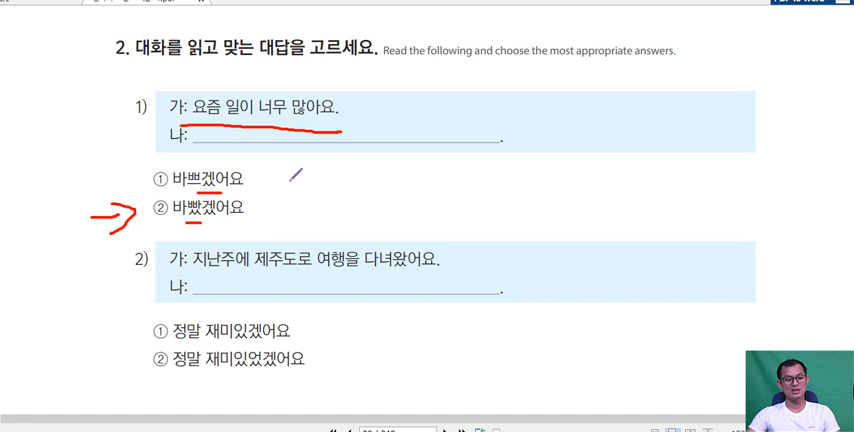 2. 대화를 읽고 맞는 대답을 고르세요. Read the following and choose the most appropriate answers.
1) 가: 요즘 일이 너무 많아요.
나: ______________________.
① 바쁘겠어요
② 바빴겠어요
2) 가: 지난주에 제주도로 여행을 다녀왔어요.
나: ______________________.
① 정말 재미있겠어요
② 정말 재미있었겠어요